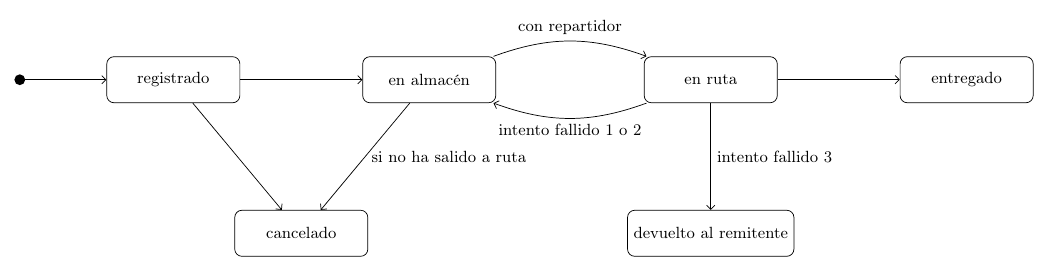 con repartidor
registrado
en almacén
en ruta
entregado
intento fallido 1 o 2
si no ha salido a ruta
intento fallido 3
cancelado
devuelto al remitente